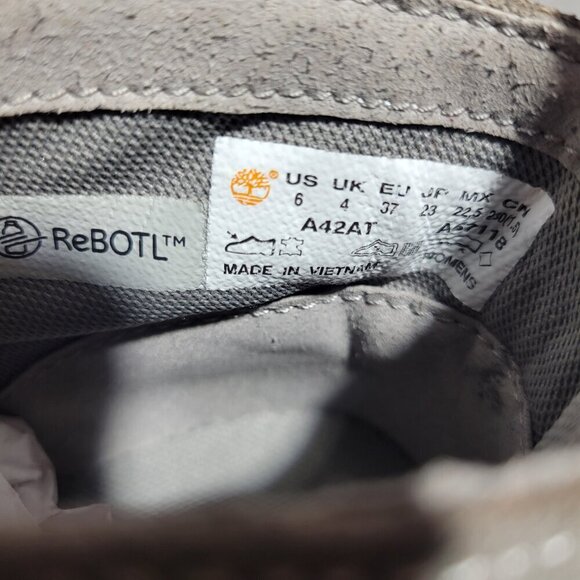 ReBOTL™
US UK EU JP MX CN
6 4 37 23 22.5
A42AT
MADE IN VIETNAM
WOMENS